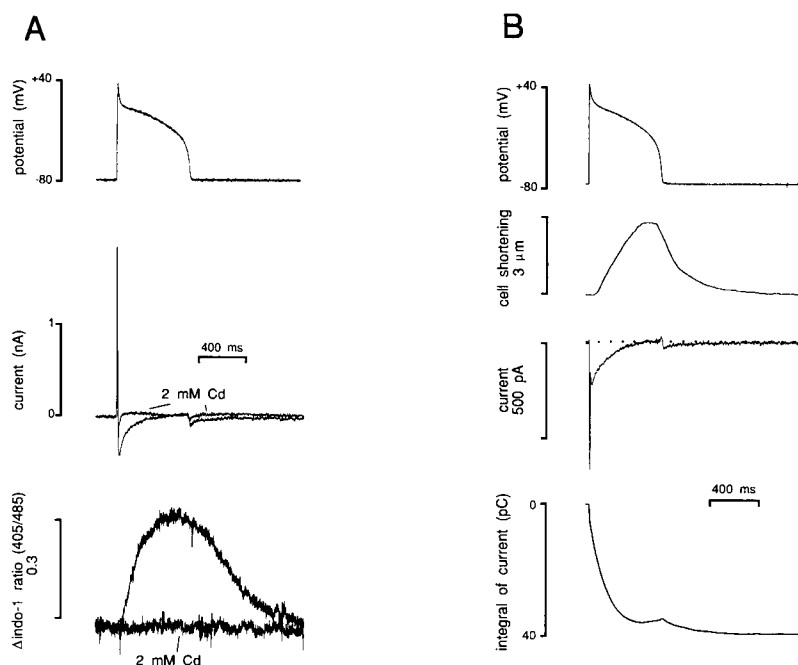 A
potential (mV)
+40
-80
current (nA)
1
0
400 ms
2 mM Cd
Δindo-1 ratio (405/485)
0.3
2 mM Cd
B
potential (mV)
+40
-80
cell shortening
3 µm
current
500 pA
400 ms
integral of current (pC)
0
40